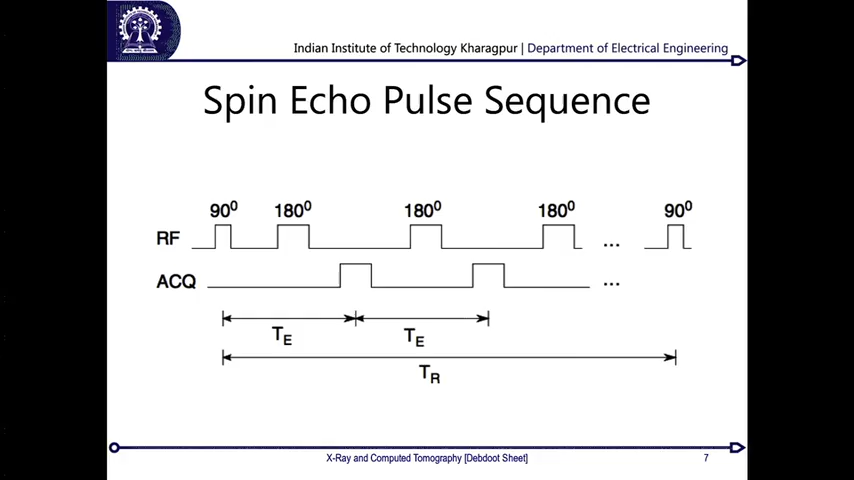 Indian Institute of Technology Kharagpur | Department of Electrical Engineering
Spin Echo Pulse Sequence
90⁰ 180⁰ 180⁰ 180⁰ 90⁰
RF ...
ACQ ...
T_E T_E
T_R
X-Ray and Computed Tomography [Debdoot Sheet] 7